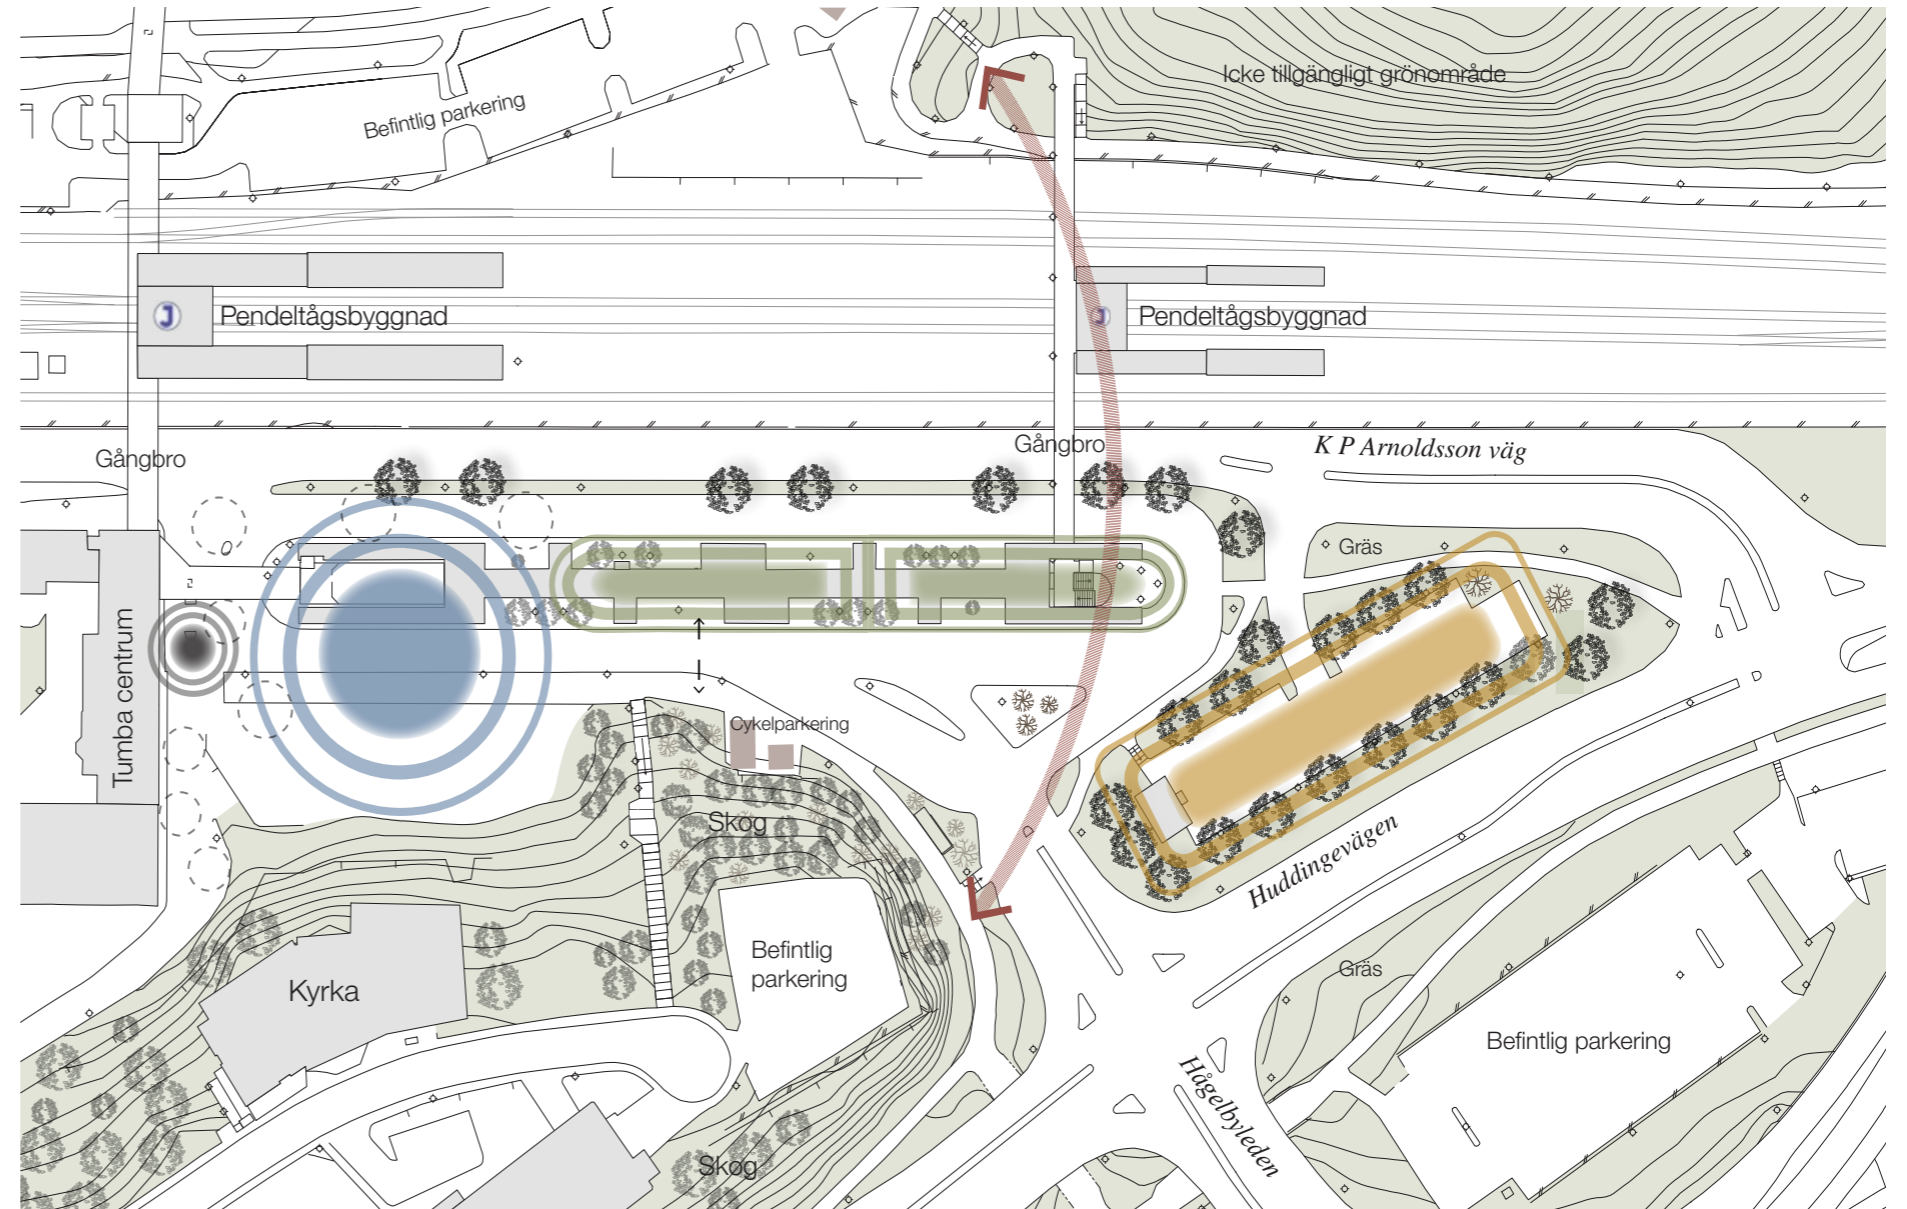 Icke tillgängligt grönområde
Befintlig parkering
J
Pendeltågsbyggnad
J
Pendeltågsbyggnad
Gångbro
Gångbro
K P Arnoldsson väg
Gräs
Tumba centrum
Cykelparkering
Skog
Huddingevägen
Befintlig
parkering
Gräs
Kyrka
Befintlig parkering
Hågelbyleden
Skog